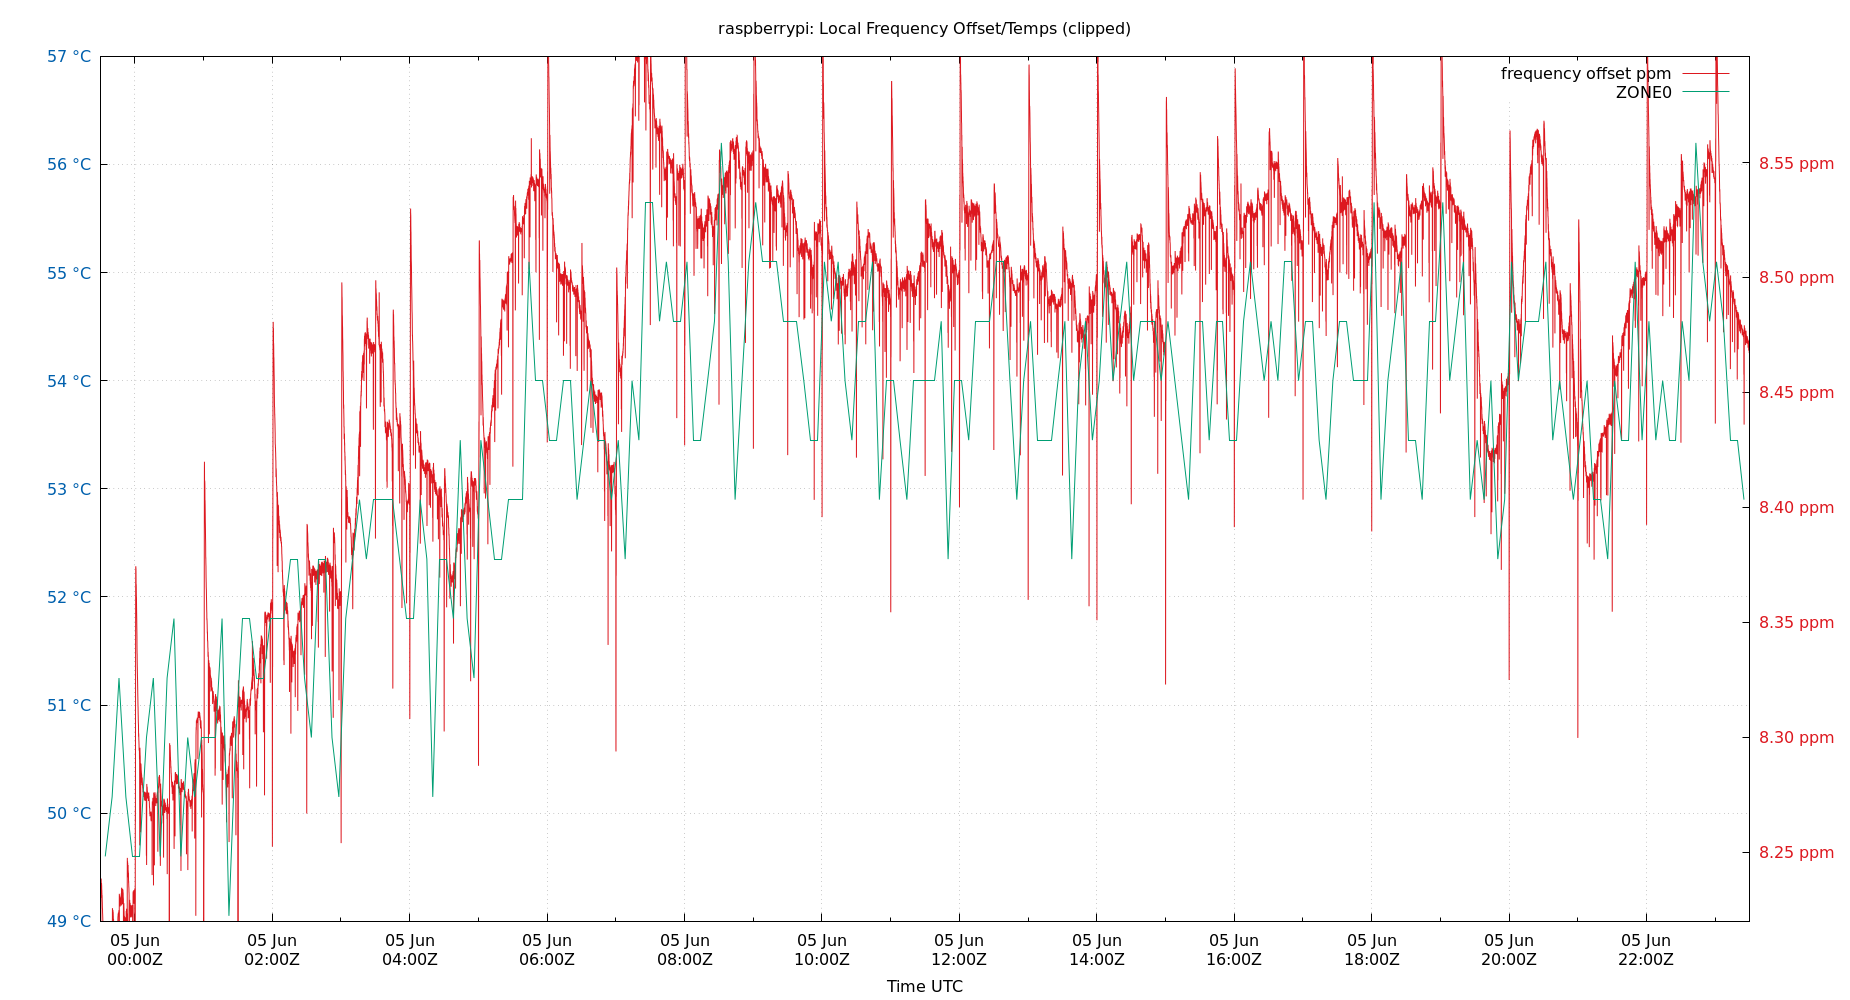 raspberrypi: Local Frequency Offset/Temps (clipped)
57 °C
56 °C
55 °C
54 °C
53 °C
52 °C
51 °C
50 °C
49 °C
frequency offset ppm
ZONE0
8.55 ppm
8.50 ppm
8.45 ppm
8.40 ppm
8.35 ppm
8.30 ppm
8.25 ppm
05 Jun 05 Jun 05 Jun 05 Jun 05 Jun 05 Jun 05 Jun 05 Jun 05 Jun 05 Jun 05 Jun 05 Jun
00:00Z 02:00Z 04:00Z 06:00Z 08:00Z 10:00Z 12:00Z 14:00Z 16:00Z 18:00Z 20:00Z 22:00Z
Time UTC